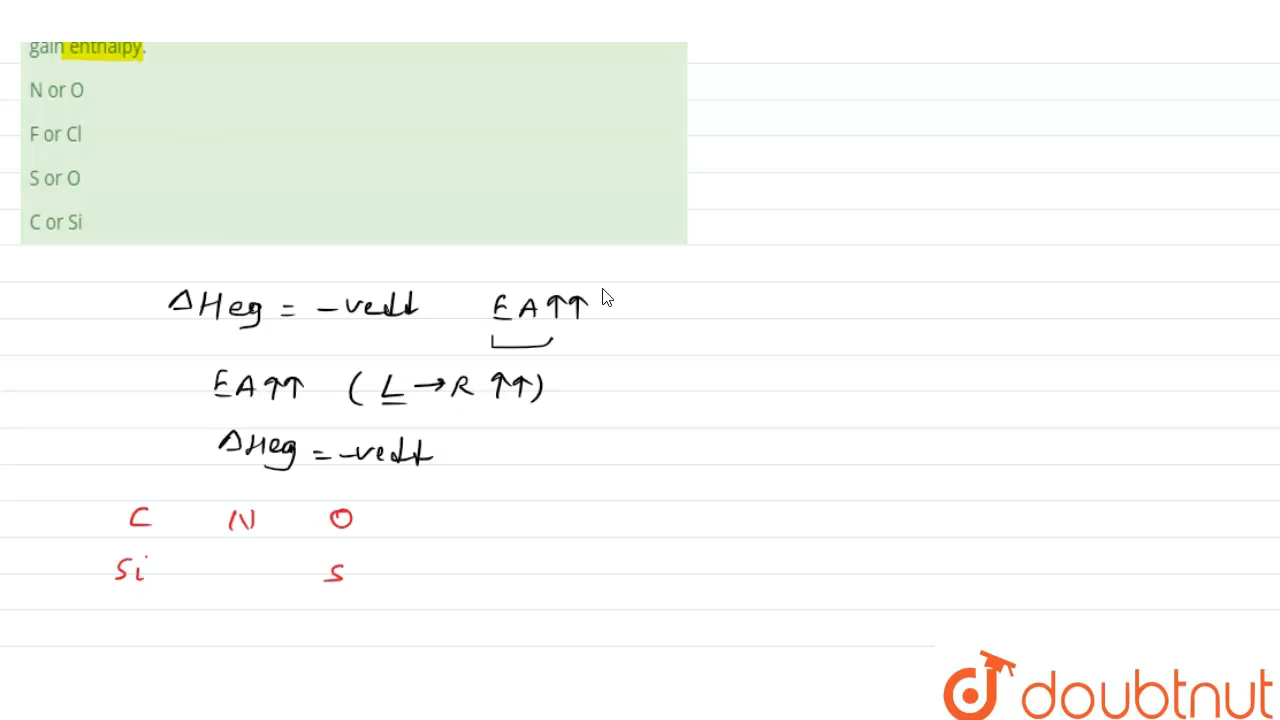 gain enthalpy.
N or O
F or Cl
S or O
C or Si
ΔHeg = -ve↓↓ EA↑↑
EA↑↑ (L → R ↑↑)
ΔHeg = -ve↓↓
C N O
Si S
doubtnut